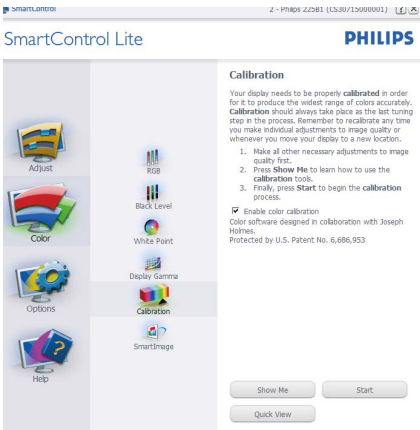 SmartControl
2 - Philips 225B1 (CS30715000001)
SmartControl Lite
PHILIPS
Adjust
Color
Options
Help
RGB
Black Level
White Point
Display Gamma
Calibration
SmartImage
Calibration
Your display needs to be properly calibrated in order
for it to produce the widest range of colors accurately.
Calibration should always take place as the last tuning
step in the process. Remember to recalibrate any time
you make individual adjustments to image quality or
whenever you move your display to a new location.
1. Make all other necessary adjustments to image
quality first.
2. Press Show Me to learn how to use the
calibration tools.
3. Finally, press Start to begin the calibration
process.
Enable color calibration
Color software designed in collaboration with Joseph
Holmes.
Protected by U.S. Patent No. 6,686,953
Show Me
Start
Quick View